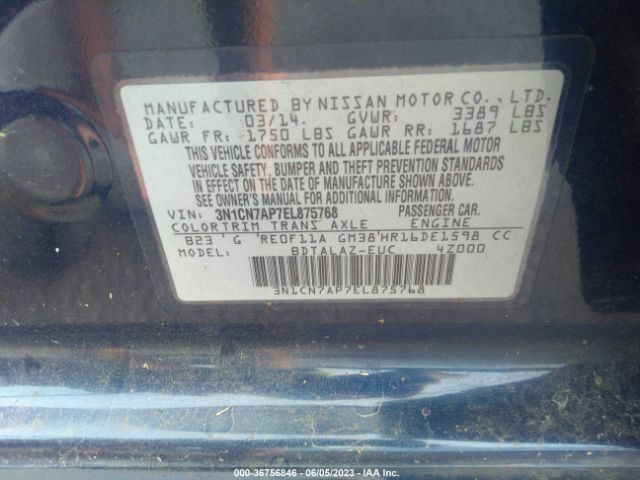 MANUFACTURED BY NISSAN MOTOR CO., LTD.
DATE: 03/14. GVWR: 3389 LBS
GAWR FR: 1750 LBS GAWR RR: 1687 LBS
THIS VEHICLE CONFORMS TO ALL APPLICABLE FEDERAL MOTOR
VEHICLE SAFETY, BUMPER AND THEFT PREVENTION STANDARDS
IN EFFECT ON THE DATE OF MANUFACTURE SHOWN ABOVE.
SEE OWNER'S MANUAL FOR ADDITIONAL INFORMATION.
VIN: 3N1CN7AP7EL875768 PASSENGER CAR.
COLOR TRIM TRANS AXLE ENGINE
B23 ' G 'RE0F11A GM38'HR16DE1598 CC
MODEL BDTALAZ-EUC 4Z000
3N1CN7AP7EL875768
000-36756846 - 06/05/2023 - IAA Inc.